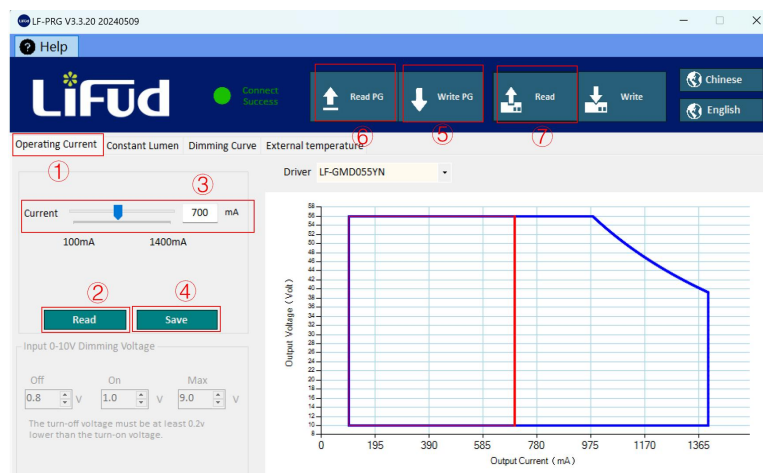 LF-PRG V3.3.20 20240509
? Help
Lifud
Connect
Success
Read PG
Write PG
Read
Write
Chinese
English
⑥
⑤
⑦
Operating Current
Constant Lumen
Dimming Curve
External temperature
①
③
Driver LF-GMD055YN
Current
700 mA
100mA
1400mA
②
④
Read
Save
Input 0-10V Dimming Voltage
Off
On
Max
0.8 V
1.0 V
9.0 V
The turn-off voltage must be at least 0.2v
lower than the turn-on voltage.
Output Voltage (Volt)
58
56
54
52
50
48
46
44
42
40
38
36
34
32
30
28
26
24
22
20
18
16
14
12
10
8
0
195
390
585
780
975
1170
1365
Output Current (mA)